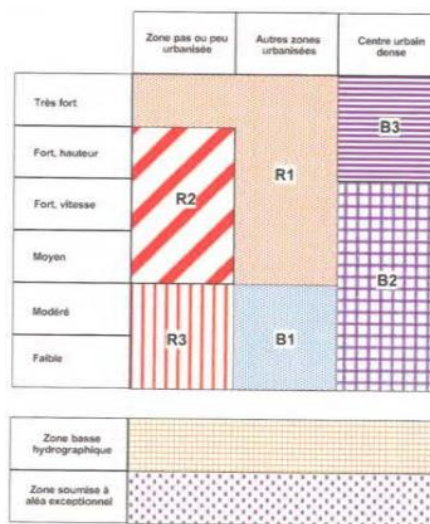 Zone pas ou peu
urbanisée
Autres zones
urbanisées
Centre urbain
dense
Très fort
B3
Fort, hauteur
R1
Fort, vitesse
R2
Moyen
B2
Modéré
R3
B1
Faible
Zone basse
hydrographique
Zone soumise à
aléa exceptionnel